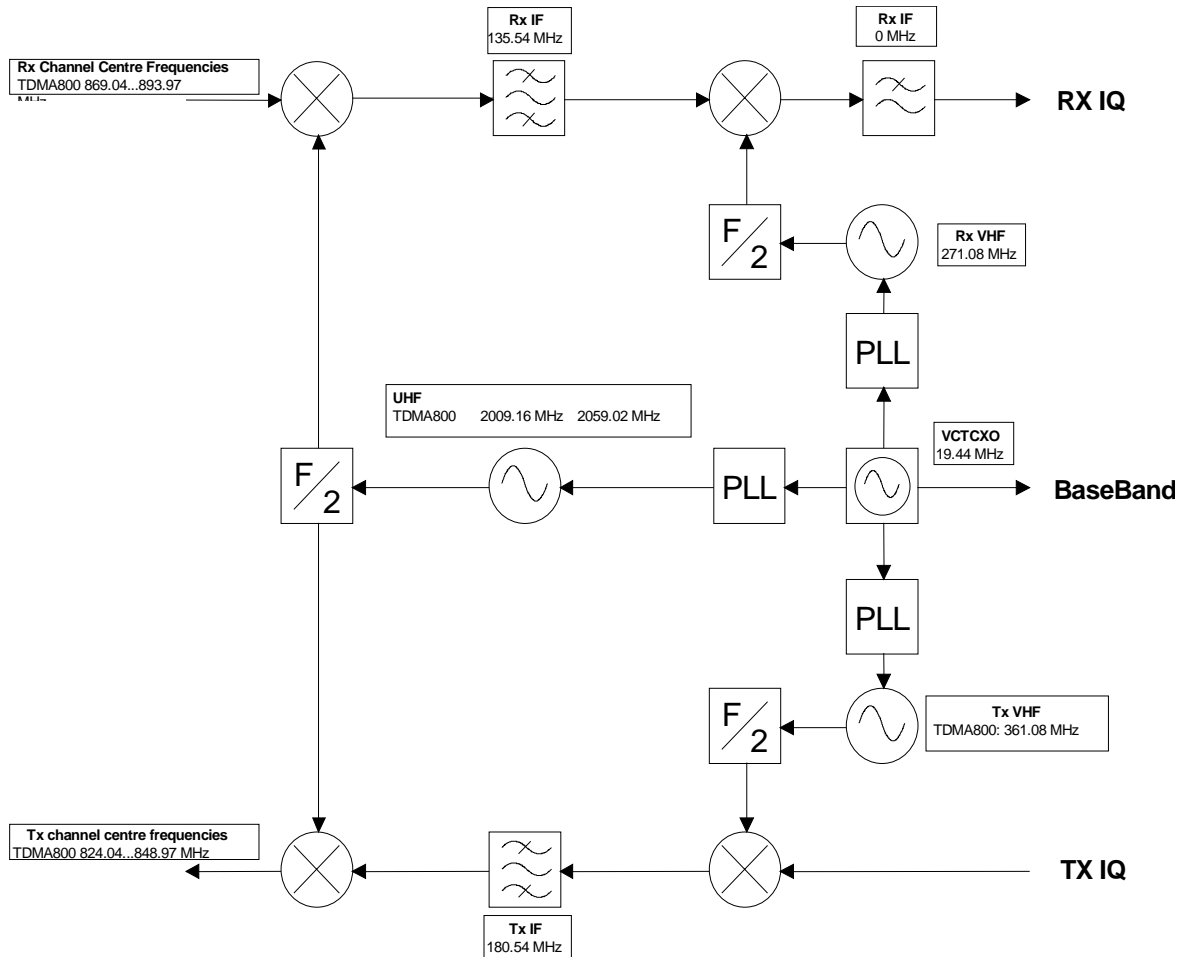 Rx IF
135.54 MHz
Rx IF
0 MHz
Rx Channel Centre Frequencies
TDMA800 869.04...893.97
MHz
RX IQ
F/2
Rx VHF
271.08 MHz
PLL
UHF
TDMA800 2009.16 MHz 2059.02 MHz
VCTCXO
19.44 MHz
F/2
PLL
BaseBand
PLL
F/2
Tx VHF
TDMA800: 361.08 MHz
Tx channel centre frequencies
TDMA800 824.04...848.97 MHz
TX IQ
Tx IF
180.54 MHz